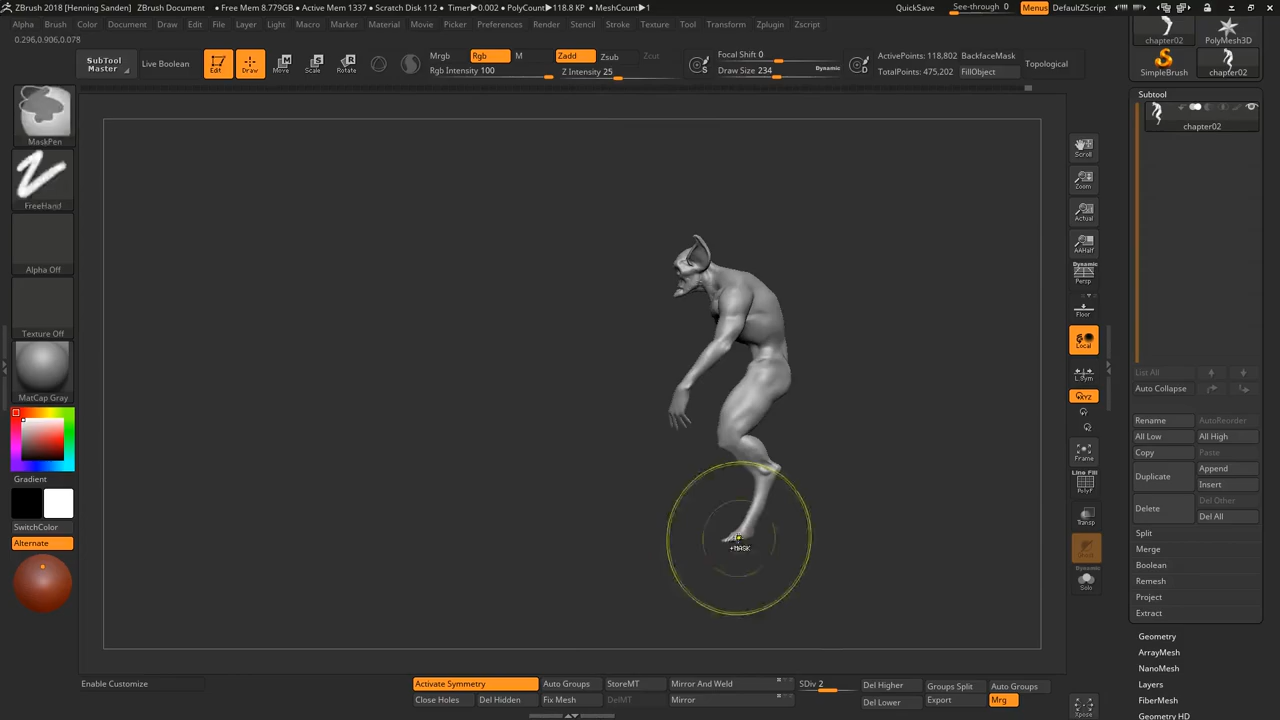 ZBrush 2018 [Henning Sanden] ZBrush Document • Free Mem 8.779GB • Active Mem 1337 • Scratch Disk 112 • Timer▶0.002 • PolyCount▶118.8 KP • MeshCount▶1 QuickSave See-through 0 Menus DefaultZScript
Alpha Brush Color Document Draw Edit File Layer Light Macro Marker Material Movie Picker Preferences Render Stencil Stroke Texture Tool Transform Zplugin Zscript
0.296,0.906,0.078
SubTool Master
Live Boolean
Edit Draw Move Scale Rotate
Mrgb Rgb M
Rgb Intensity 100
Zadd Zsub Zcut
Z Intensity 25
Focal Shift 0
Draw Size 234 Dynamic
ActivePoints: 118,802 BackfaceMask
TotalPoints: 475,202 FillObject
Topological
chapter02 PolyMesh3D
SimpleBrush chapter02
Subtool
chapter02
MaskPen
FreeHand
Alpha Off
Texture Off
MatCap Gray
Gradient
SwitchColor
Alternate
+MASK
Scroll
Zoom
Actual
AAHalf
Dynamic
Persp
Floor
Local
L.Sym
XYZ
Frame
Line Fill
PolyF
Transp
Dynamic
Solo
Xpose
List All
Auto Collapse
Rename AutoReorder
All Low All High
Copy Paste
Duplicate Append
Insert
Delete Del Other
Del All
Split
Merge
Boolean
Remesh
Project
Extract
Geometry
ArrayMesh
NanoMesh
Layers
FiberMesh
Geometry HD
Enable Customize
Activate Symmetry Auto Groups StoreMT Mirror And Weld SDiv 2 Del Higher Groups Split Auto Groups
Close Holes Del Hidden Fix Mesh DelMT Mirror Del Lower Export Mrg